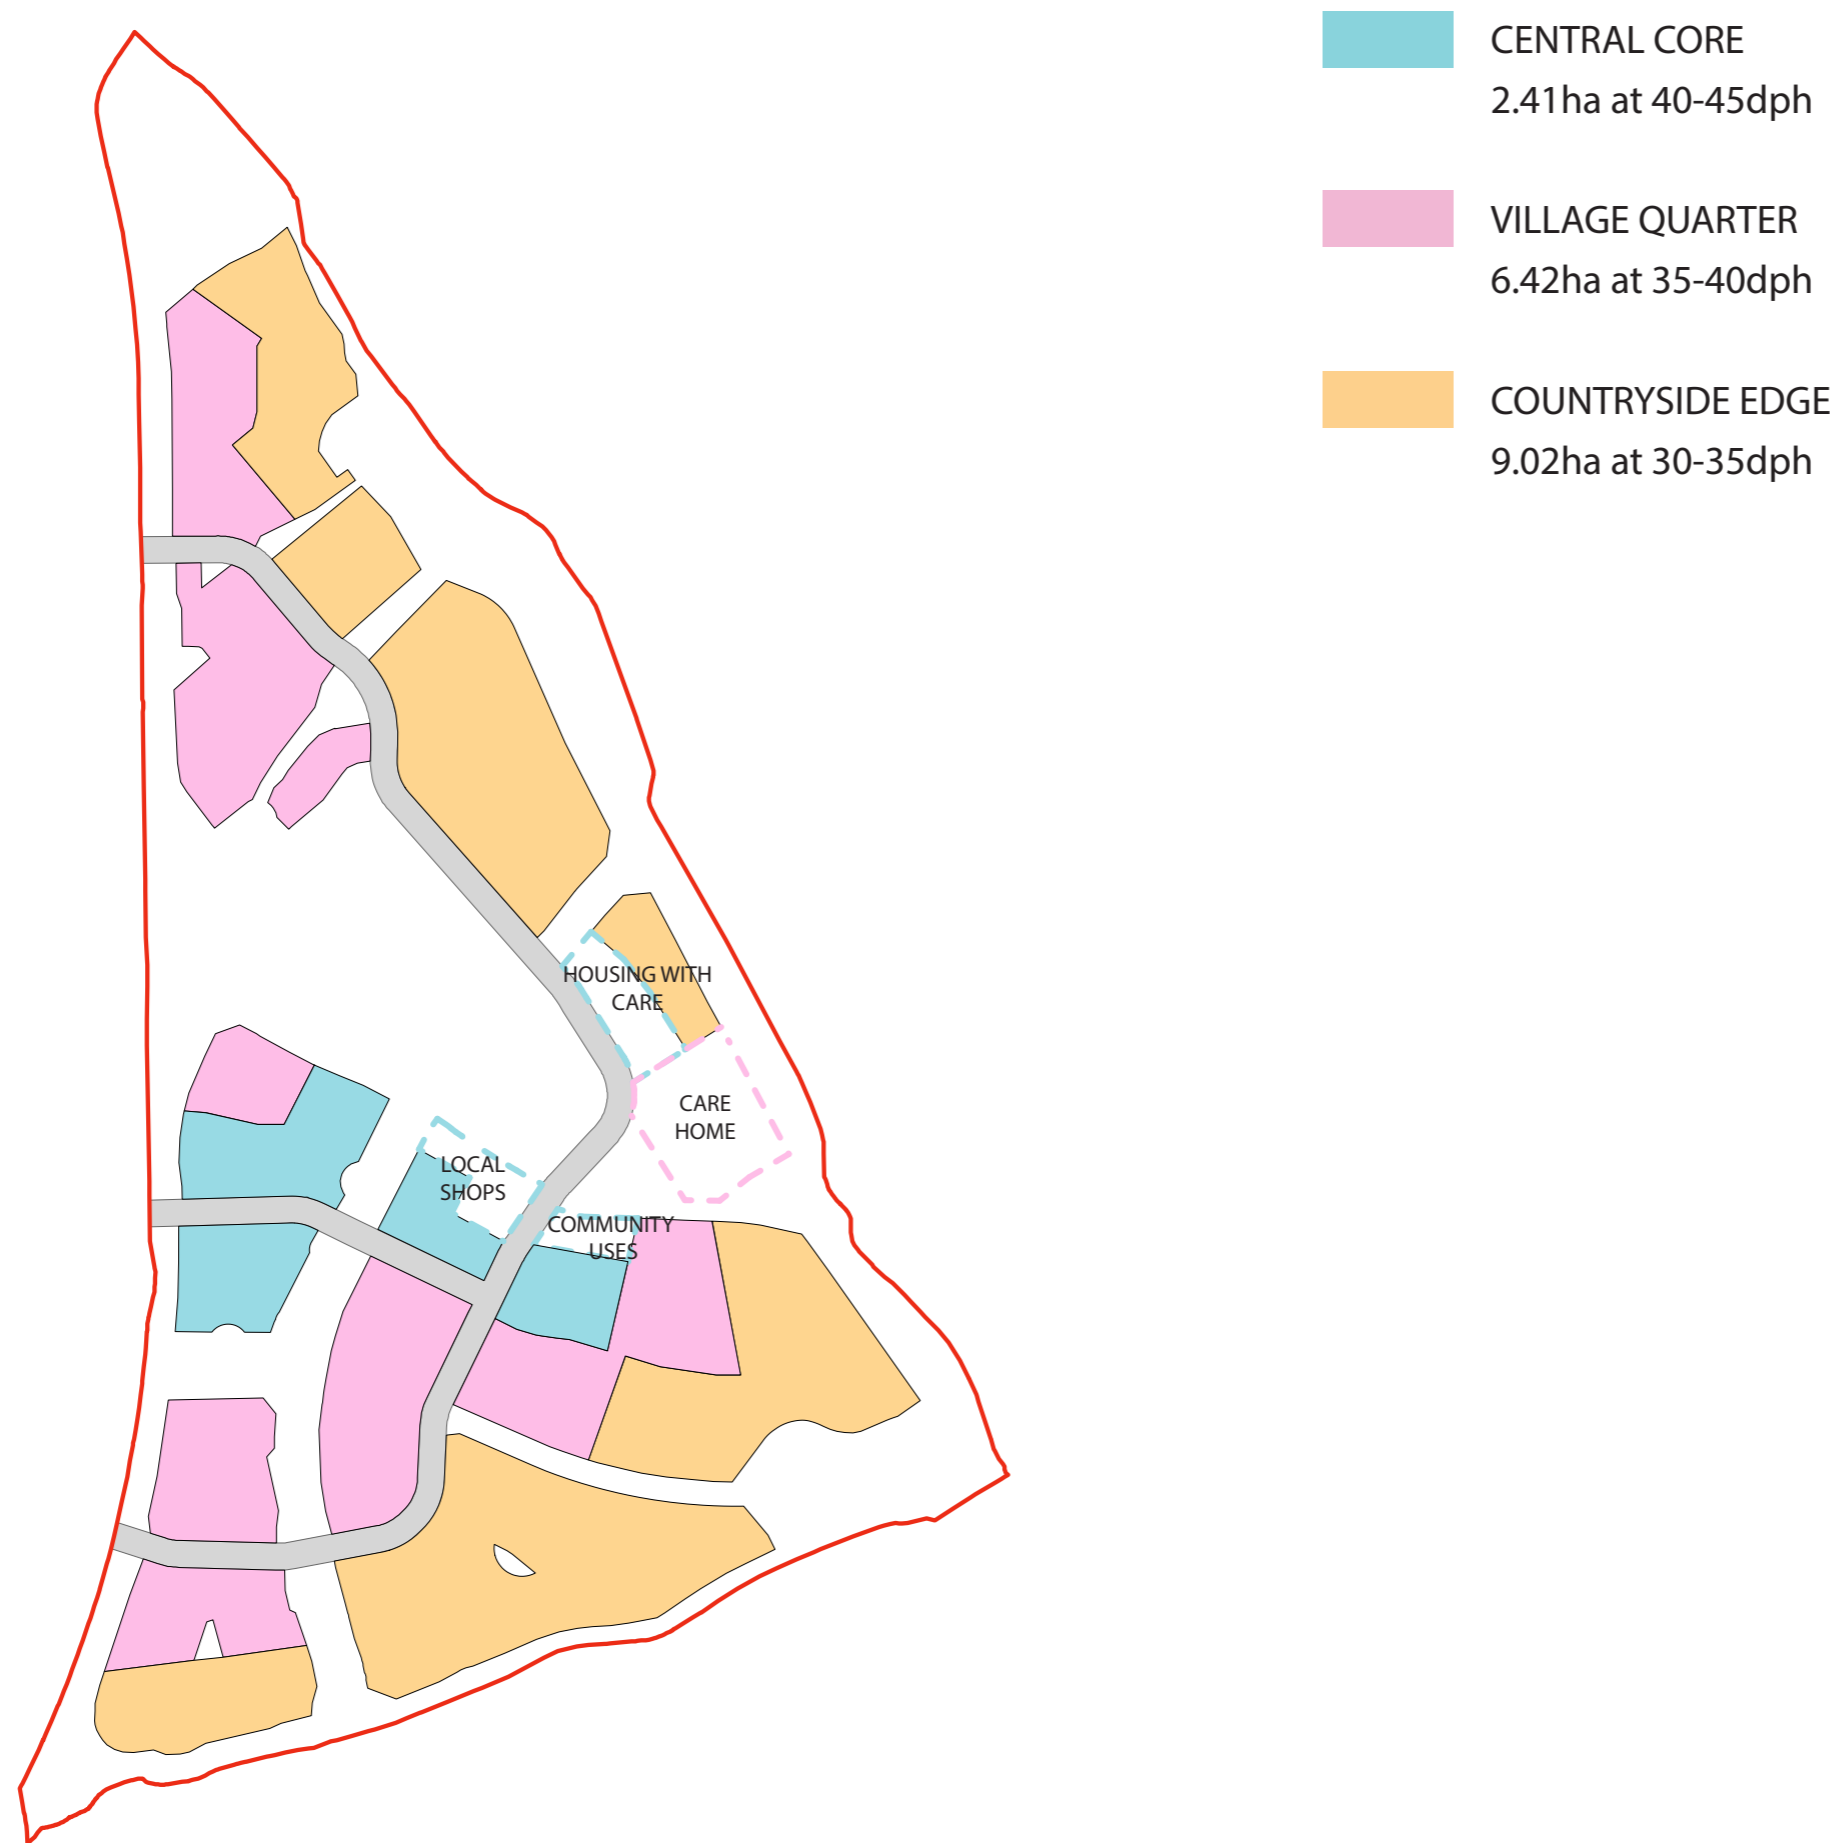 CENTRAL CORE
2.41ha at 40-45dph
VILLAGE QUARTER
6.42ha at 35-40dph
COUNTRYSIDE EDGE
9.02ha at 30-35dph
HOUSING WITH
CARE
CARE
HOME
LOCAL
SHOPS
COMMUNITY
USES